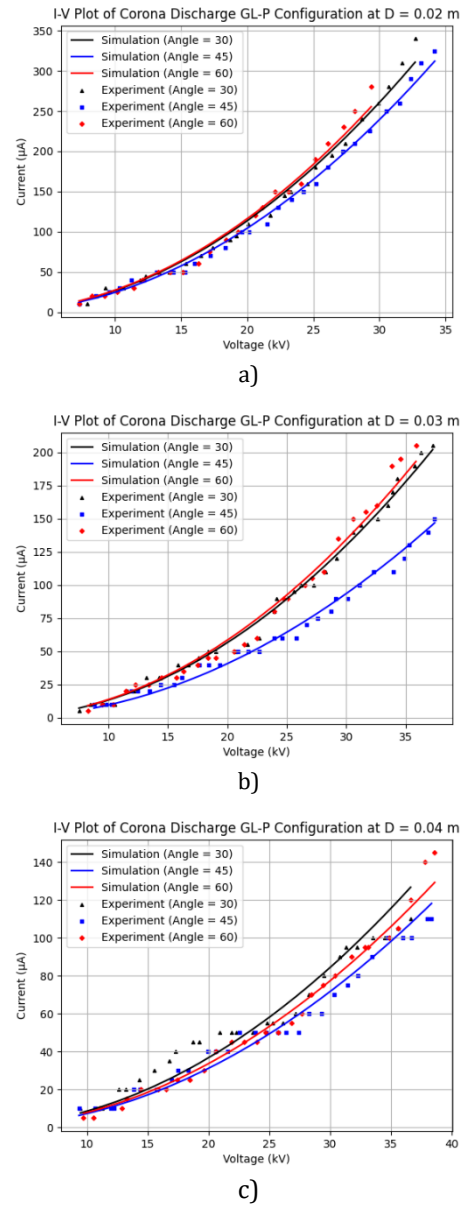 I-V Plot of Corona Discharge GL-P Configuration at D = 0.02 m
350
300
250
200
150
100
50
0
Current (μA)
Simulation (Angle = 30)
Simulation (Angle = 45)
Simulation (Angle = 60)
Experiment (Angle = 30)
Experiment (Angle = 45)
Experiment (Angle = 60)
10 15 20 25 30 35
Voltage (kV)
a)
I-V Plot of Corona Discharge GL-P Configuration at D = 0.03 m
200
175
150
125
100
75
50
25
0
Current (μA)
Simulation (Angle = 30)
Simulation (Angle = 45)
Simulation (Angle = 60)
Experiment (Angle = 30)
Experiment (Angle = 45)
Experiment (Angle = 60)
10 15 20 25 30 35
Voltage (kV)
b)
I-V Plot of Corona Discharge GL-P Configuration at D = 0.04 m
140
120
100
80
60
40
20
0
Current (μA)
Simulation (Angle = 30)
Simulation (Angle = 45)
Simulation (Angle = 60)
Experiment (Angle = 30)
Experiment (Angle = 45)
Experiment (Angle = 60)
10 15 20 25 30 35 40
Voltage (kV)
c)